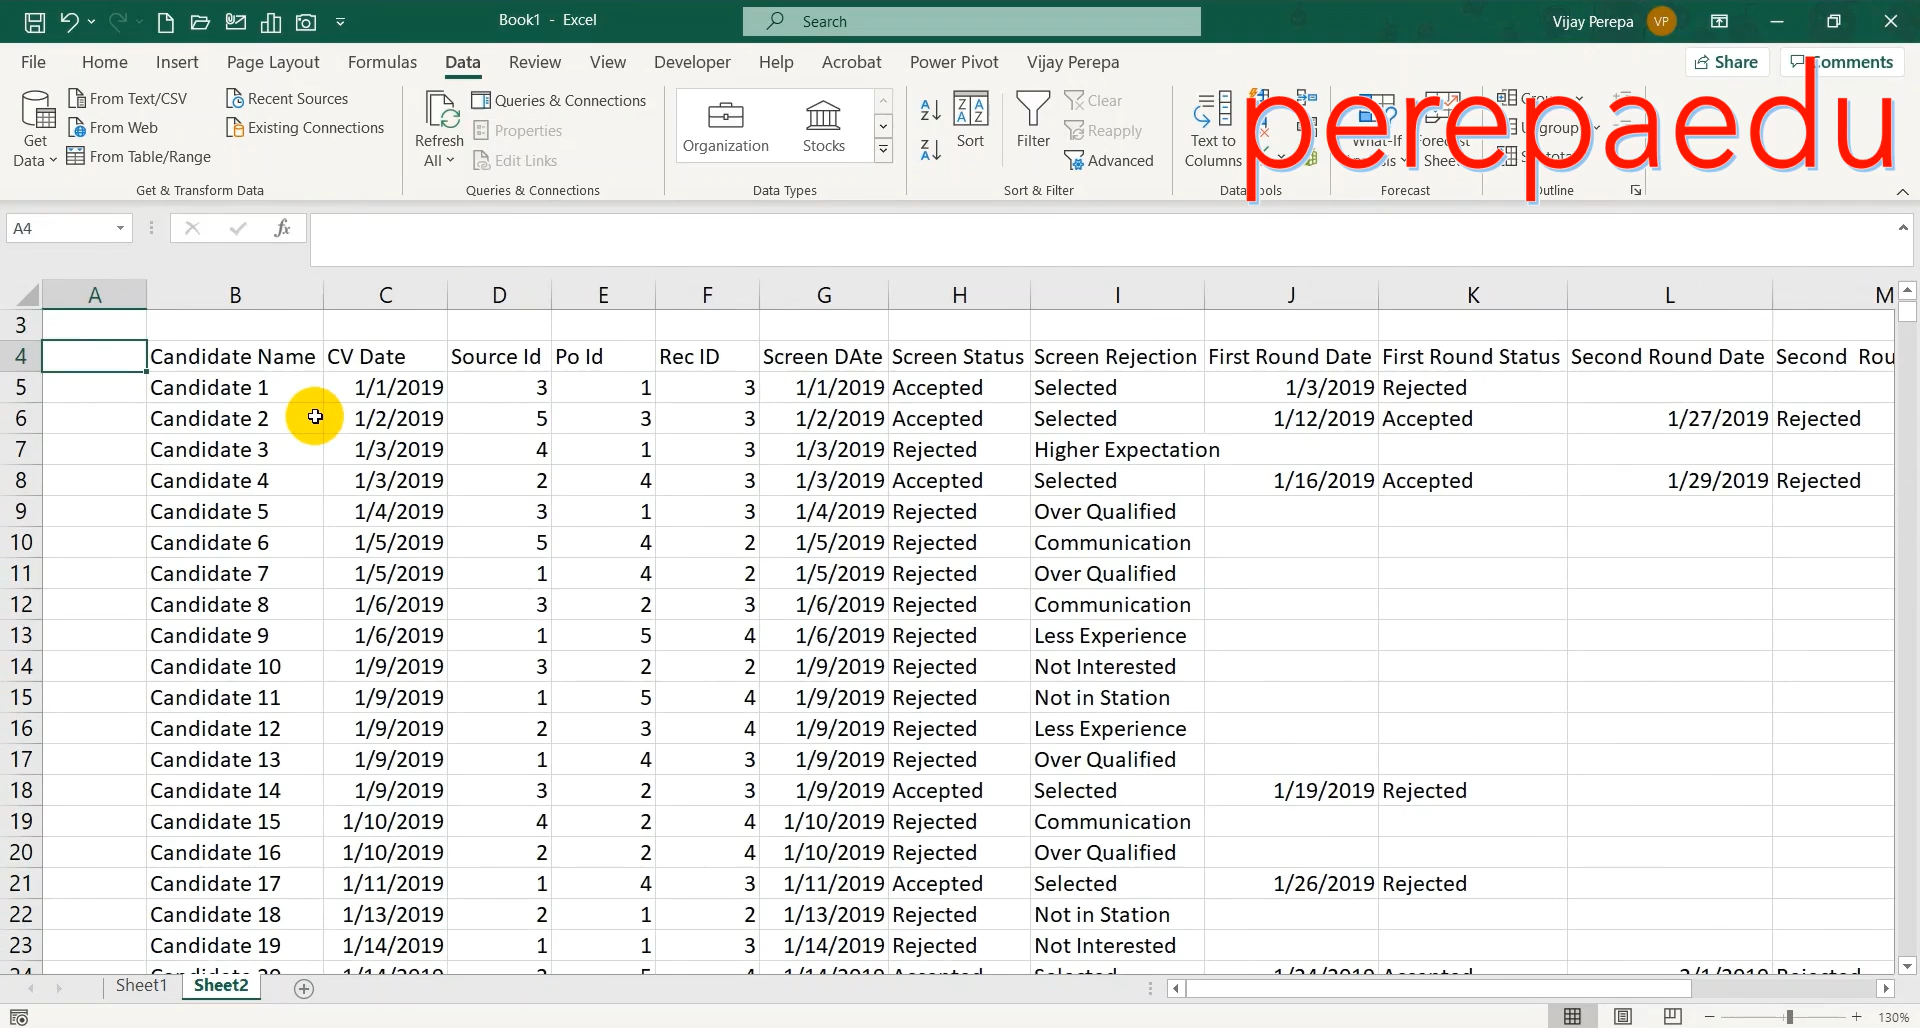 Book1 - Excel
Search
Vijay Perepa VP
File Home Insert Page Layout Formulas Data Review View Developer Help Acrobat Power Pivot Vijay Perepa Share Comments
perepaedu
Get Data
From Text/CSV
From Web
From Table/Range
Recent Sources
Existing Connections
Get & Transform Data
Refresh All
Queries & Connections
Properties
Edit Links
Queries & Connections
Organization Stocks
Data Types
Sort
Filter
Clear
Reapply
Advanced
Sort & Filter
Text to Columns
What-If
Forecast
A4
fx
A B C D E F G H I J K L M
3
4 Candidate Name CV Date Source Id Po Id Rec ID Screen DAte Screen Status Screen Rejection First Round Date First Round Status Second Round Date Second Rou
5 Candidate 1 1/1/2019 3 1 3 1/1/2019 Accepted Selected 1/3/2019 Rejected
6 Candidate 2 1/2/2019 5 3 3 1/2/2019 Accepted Selected 1/12/2019 Accepted 1/27/2019 Rejected
7 Candidate 3 1/3/2019 4 1 3 1/3/2019 Rejected Higher Expectation
8 Candidate 4 1/3/2019 2 4 3 1/3/2019 Accepted Selected 1/16/2019 Accepted 1/29/2019 Rejected
9 Candidate 5 1/4/2019 3 1 3 1/4/2019 Rejected Over Qualified
10 Candidate 6 1/5/2019 5 4 2 1/5/2019 Rejected Communication
11 Candidate 7 1/5/2019 1 4 2 1/5/2019 Rejected Over Qualified
12 Candidate 8 1/6/2019 3 2 3 1/6/2019 Rejected Communication
13 Candidate 9 1/6/2019 1 5 4 1/6/2019 Rejected Less Experience
14 Candidate 10 1/9/2019 3 2 2 1/9/2019 Rejected Not Interested
15 Candidate 11 1/9/2019 1 5 4 1/9/2019 Rejected Not in Station
16 Candidate 12 1/9/2019 2 3 4 1/9/2019 Rejected Less Experience
17 Candidate 13 1/9/2019 1 4 3 1/9/2019 Rejected Over Qualified
18 Candidate 14 1/9/2019 3 2 3 1/9/2019 Accepted Selected 1/19/2019 Rejected
19 Candidate 15 1/10/2019 4 2 4 1/10/2019 Rejected Communication
20 Candidate 16 1/10/2019 2 2 4 1/10/2019 Rejected Over Qualified
21 Candidate 17 1/11/2019 1 4 3 1/11/2019 Accepted Selected 1/26/2019 Rejected
22 Candidate 18 1/13/2019 2 1 2 1/13/2019 Rejected Not in Station
23 Candidate 19 1/14/2019 1 1 3 1/14/2019 Rejected Not Interested
Sheet1 Sheet2
130%